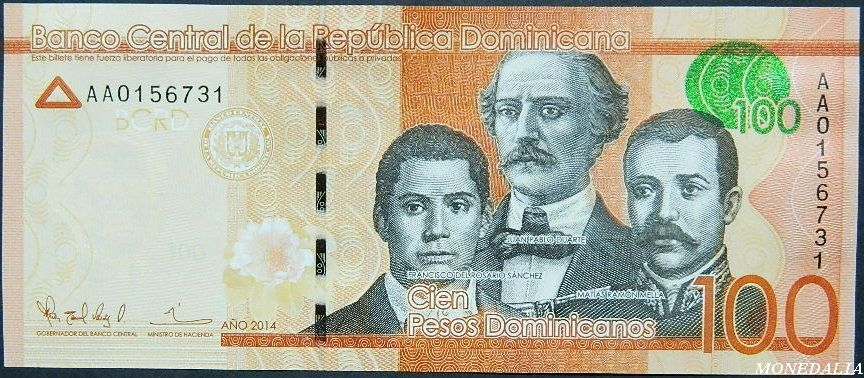 Banco Central de la República Dominicana
Este billete tiene fuerza liberatoria para el pago de todas las obligaciones públicas o privadas
AA0156731
BCRD
100
AA0156731
JUAN PABLO DUARTE
FRANCISCO DEL ROSARIO SÁNCHEZ
MATÍAS RAMÓN MELLA
Cien
Pesos Dominicanos
100
GOBERNADOR DEL BANCO CENTRAL
MINISTRO DE HACIENDA
AÑO 2014
MONEDALIA